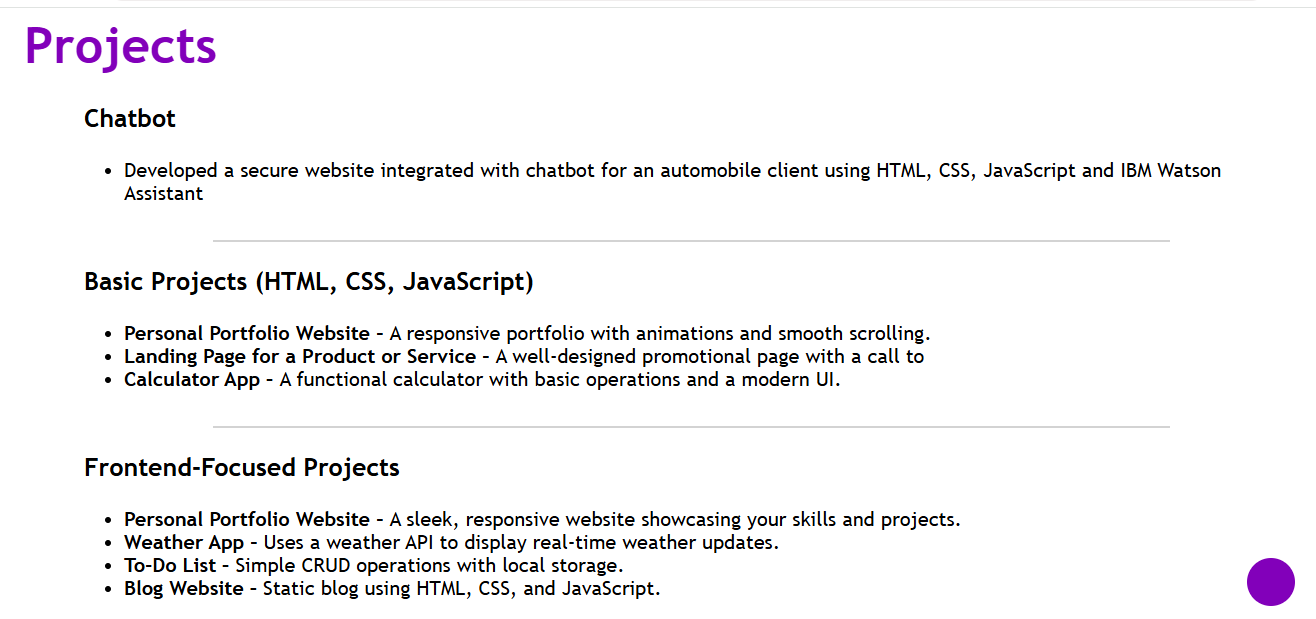 Projects
Chatbot
Developed a secure website integrated with chatbot for an automobile client using HTML, CSS, JavaScript and IBM Watson
Assistant
Basic Projects (HTML, CSS, JavaScript)
Personal Portfolio Website – A responsive portfolio with animations and smooth scrolling.
Landing Page for a Product or Service – A well-designed promotional page with a call to
Calculator App – A functional calculator with basic operations and a modern UI.
Frontend-Focused Projects
Personal Portfolio Website – A sleek, responsive website showcasing your skills and projects.
Weather App – Uses a weather API to display real-time weather updates.
To-Do List – Simple CRUD operations with local storage.
Blog Website – Static blog using HTML, CSS, and JavaScript.